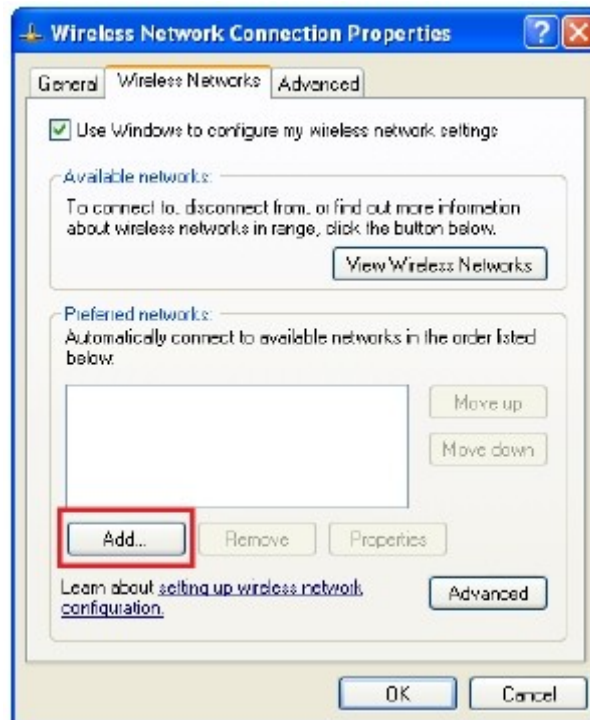 Wireless Network Connection Properties
General Wireless Networks Advanced
Use Windows to configure my wireless network settings
Available networks:
To connect to, disconnect from, or find out more information
about wireless networks in range, click the button below.
View Wireless Networks
Preferred networks:
Automatically connect to available networks in the order listed
below:
Move up
Move down
Add... Remove Properties
Learn about setting up wireless network
configuration.
Advanced
OK Cancel